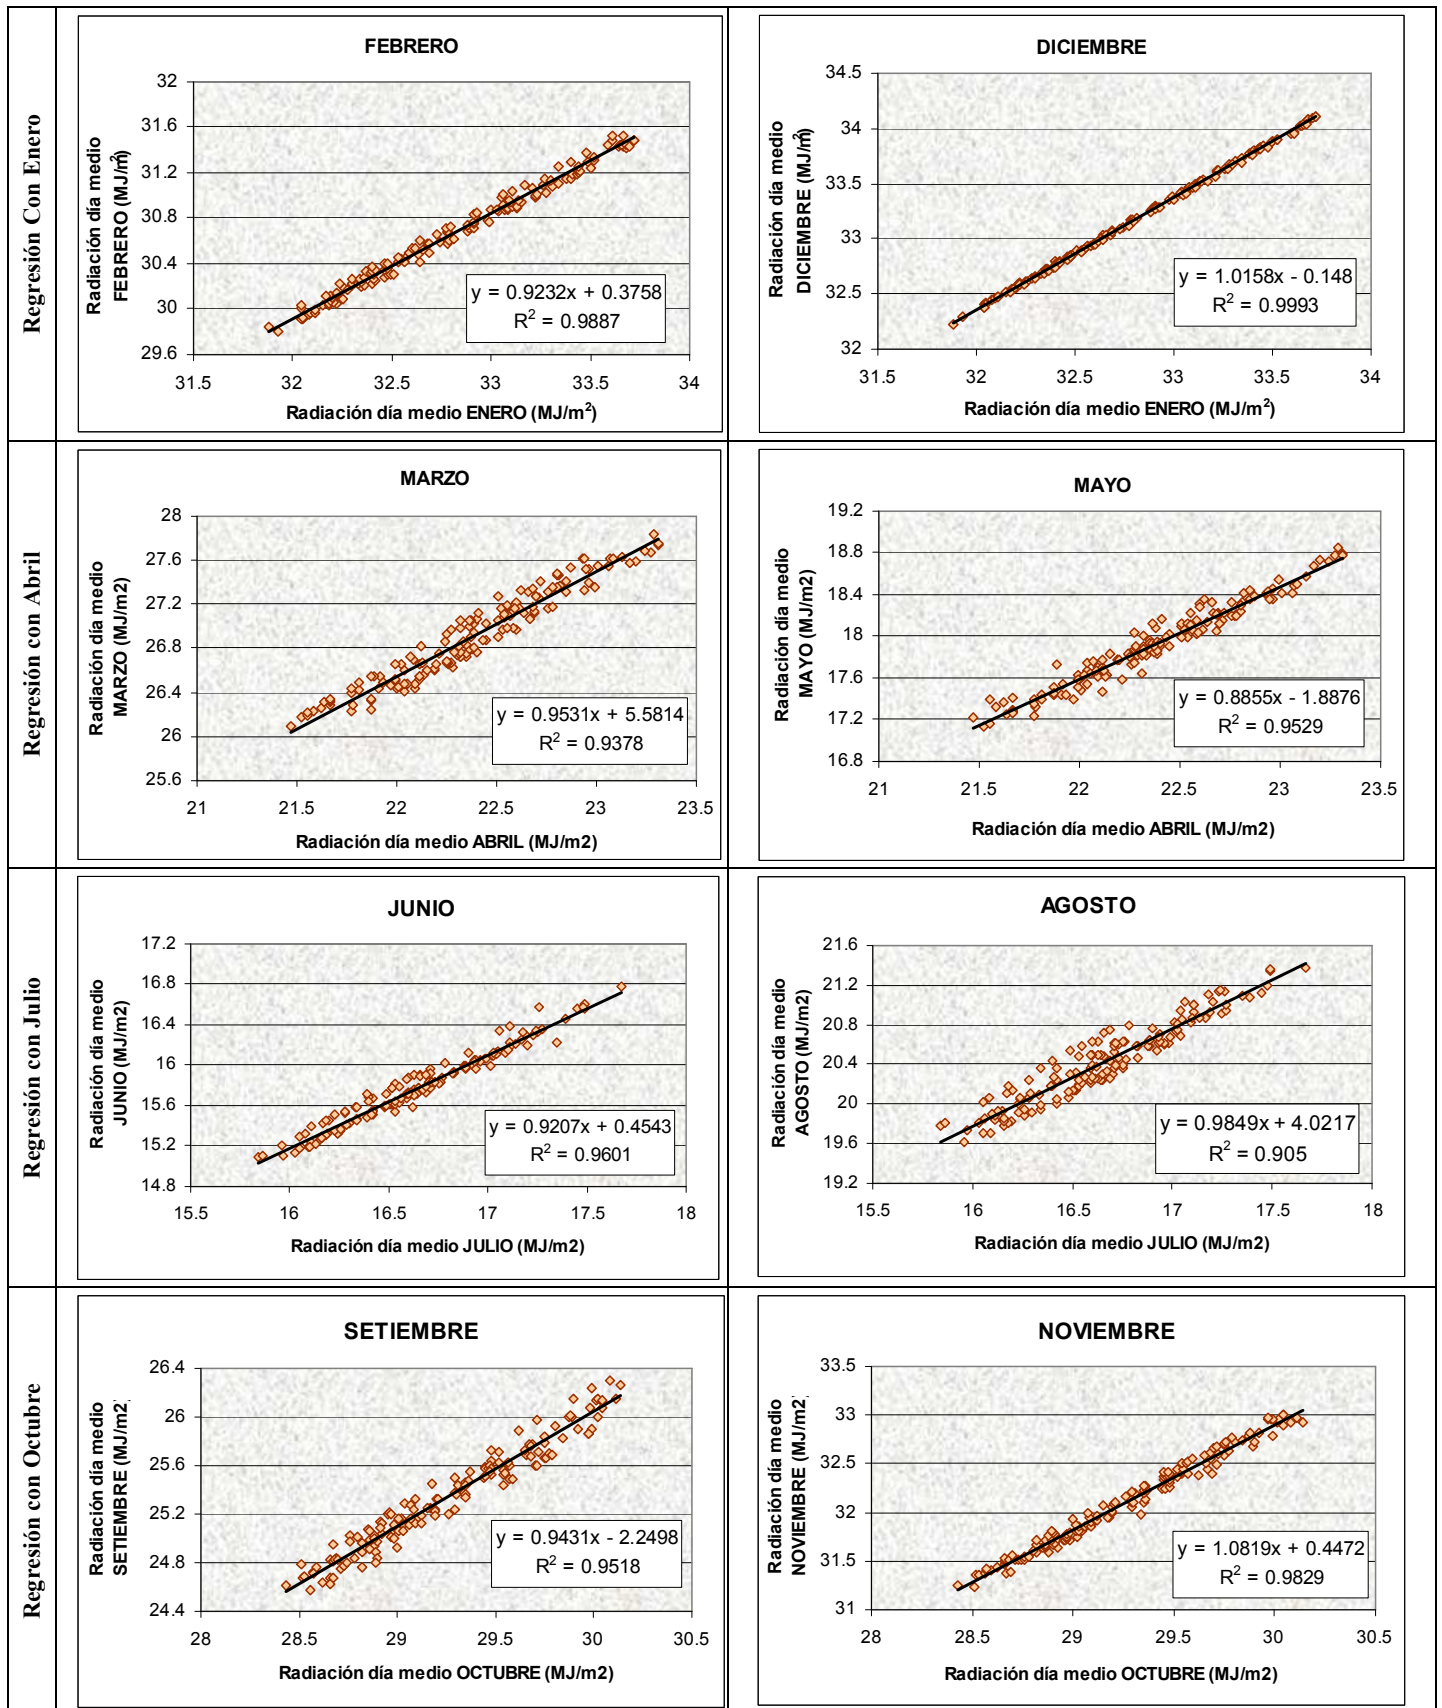 Regresión Con Enero
FEBRERO
Radiación día medio
FEBRERO (MJ/m²)
32
31.6
31.2
30.8
30.4
30
29.6
y = 0.9232x + 0.3758
R² = 0.9887
31.5 32 32.5 33 33.5 34
Radiación día medio ENERO (MJ/m²)
DICIEMBRE
Radiación día medio
DICIEMBRE (MJ/m²)
34.5
34
33.5
33
32.5
32
y = 1.0158x - 0.148
R² = 0.9993
31.5 32 32.5 33 33.5 34
Radiación día medio ENERO (MJ/m²)
Regresión con Abril
MARZO
Radiación día medio
MARZO (MJ/m2)
28
27.6
27.2
26.8
26.4
26
25.6
y = 0.9531x + 5.5814
R² = 0.9378
21 21.5 22 22.5 23 23.5
Radiación día medio ABRIL (MJ/m2)
MAYO
Radiación día medio
MAYO (MJ/m2)
19.2
18.8
18.4
18
17.6
17.2
16.8
y = 0.8855x - 1.8876
R² = 0.9529
21 21.5 22 22.5 23 23.5
Radiación día medio ABRIL (MJ/m2)
Regresión con Julio
JUNIO
Radiación día medio
JUNIO (MJ/m2)
17.2
16.8
16.4
16
15.6
15.2
14.8
y = 0.9207x + 0.4543
R² = 0.9601
15.5 16 16.5 17 17.5 18
Radiación día medio JULIO (MJ/m2)
AGOSTO
Radiación día medio
AGOSTO (MJ/m2)
21.6
21.2
20.8
20.4
20
19.6
19.2
y = 0.9849x + 4.0217
R² = 0.905
15.5 16 16.5 17 17.5 18
Radiación día medio JULIO (MJ/m2)
Regresión con Octubre
SETIEMBRE
Radiación día medio
SETIEMBRE (MJ/m2)
26.4
26
25.6
25.2
24.8
24.4
y = 0.9431x - 2.2498
R² = 0.9518
28 28.5 29 29.5 30 30.5
Radiación día medio OCTUBRE (MJ/m2)
NOVIEMBRE
Radiación día medio
NOVIEMBRE (MJ/m2)
33.5
33
32.5
32
31.5
31
y = 1.0819x + 0.4472
R² = 0.9829
28 28.5 29 29.5 30 30.5
Radiación día medio OCTUBRE (MJ/m2)